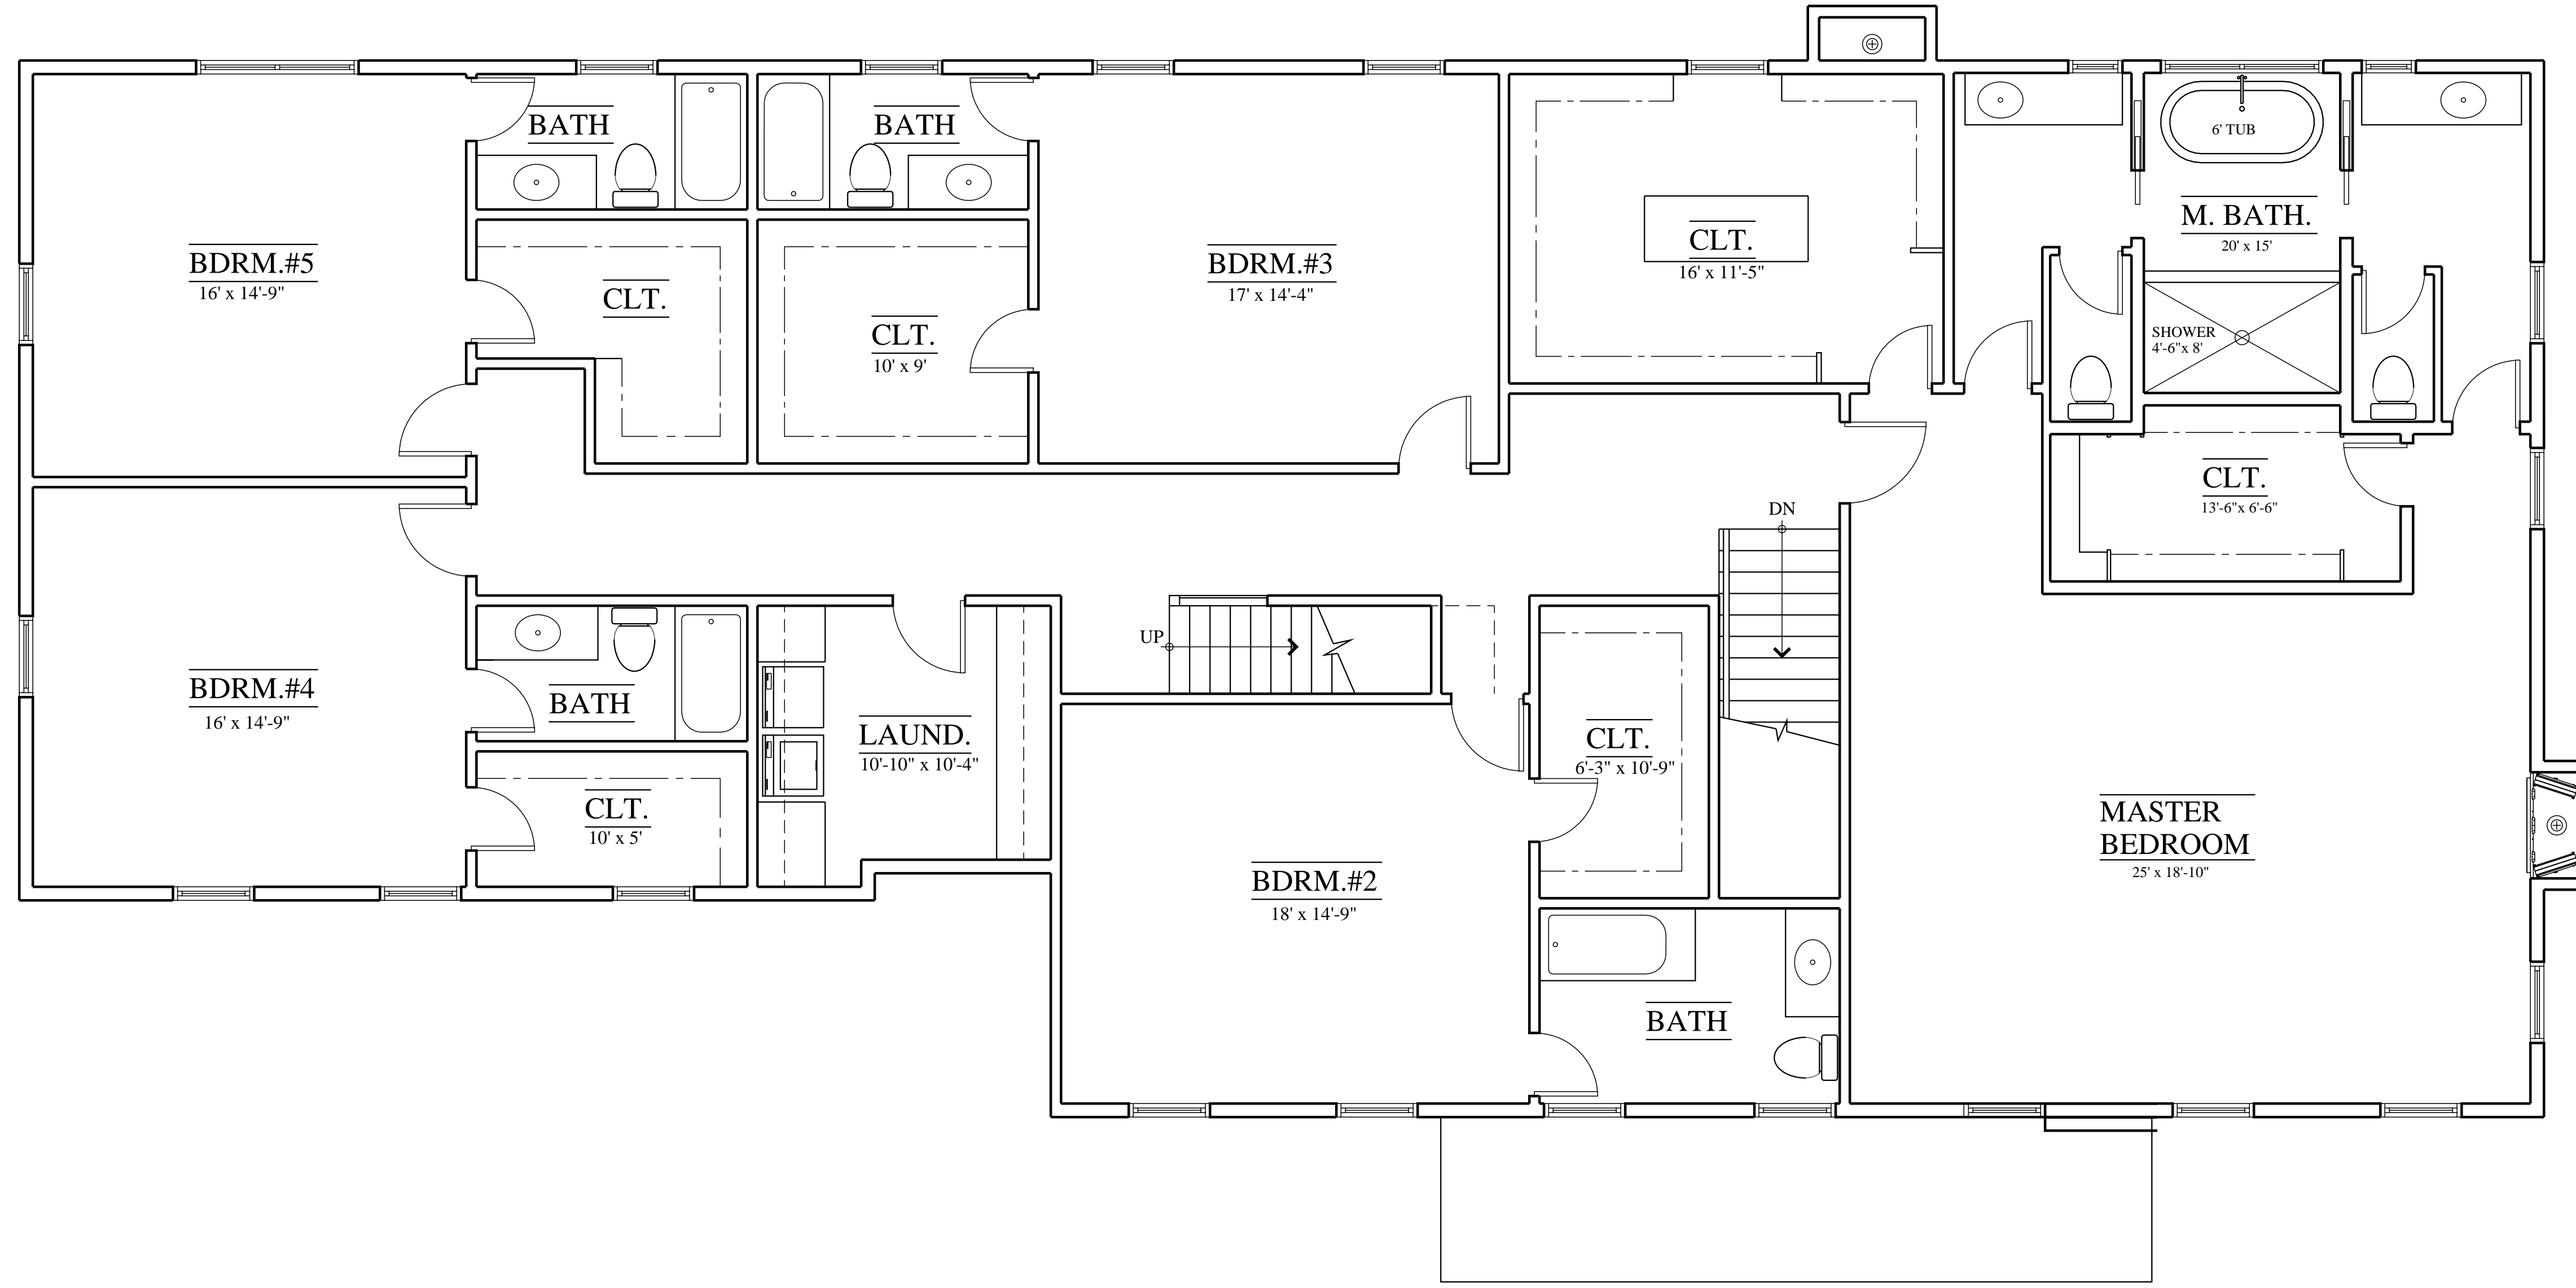 BATH
BATH
6' TUB
BDRM.#5
16' x 14'-9"
CLT.
CLT.
10' x 9'
BDRM.#3
17' x 14'-4"
CLT.
16' x 11'-5"
M. BATH.
20' x 15'
SHOWER
4'-6"x 8'
CLT.
13'-6"x 6'-6"
DN
UP
BDRM.#4
16' x 14'-9"
BATH
LAUND.
10'-10" x 10'-4"
CLT.
10' x 5'
CLT.
6'-3" x 10'-9"
BDRM.#2
18' x 14'-9"
MASTER
BEDROOM
25' x 18'-10"
BATH